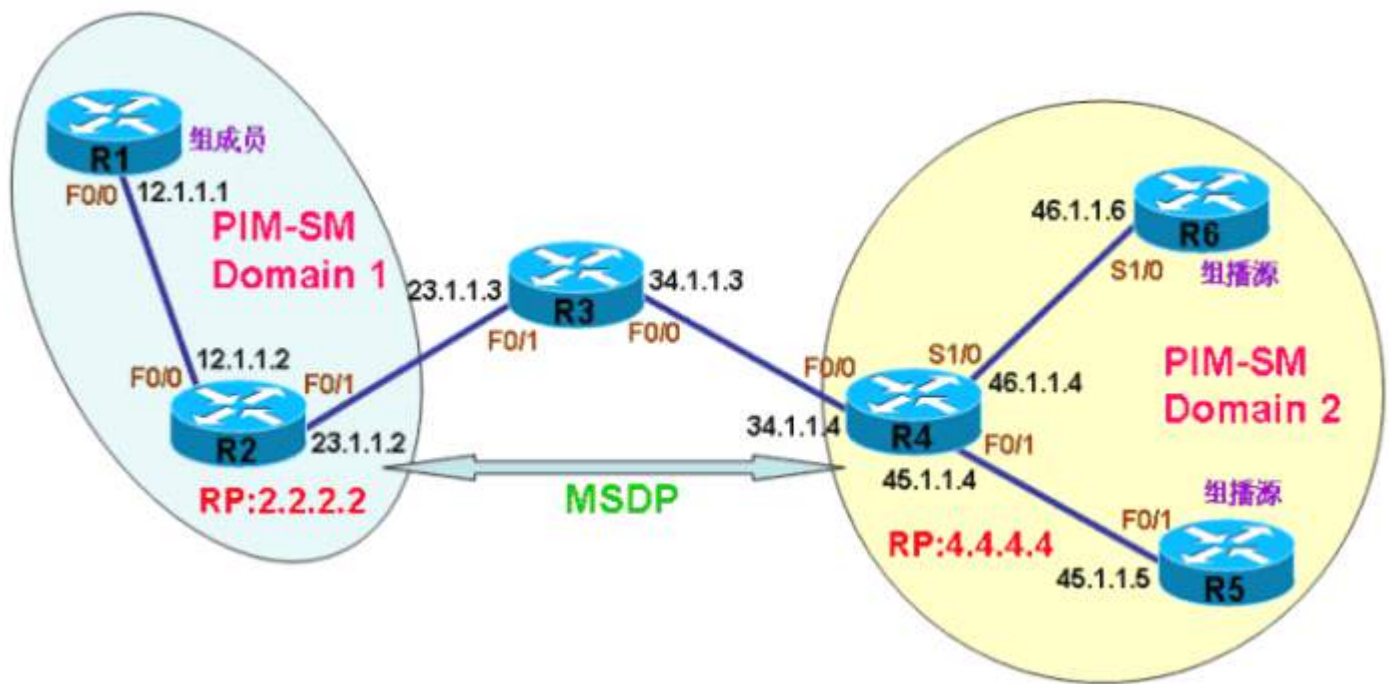 R1
组成员
F0/0
12.1.1.1
PIM-SM
Domain 1
12.1.1.2
F0/0
F0/1
R2
23.1.1.2
RP:2.2.2.2
23.1.1.3
F0/1
R3
34.1.1.3
F0/0
MSDP
F0/0
34.1.1.4
R4
S1/0
46.1.1.4
F0/1
45.1.1.4
RP:4.4.4.4
46.1.1.6
R6
S1/0
组播源
PIM-SM
Domain 2
组播源
F0/1
45.1.1.5
R5